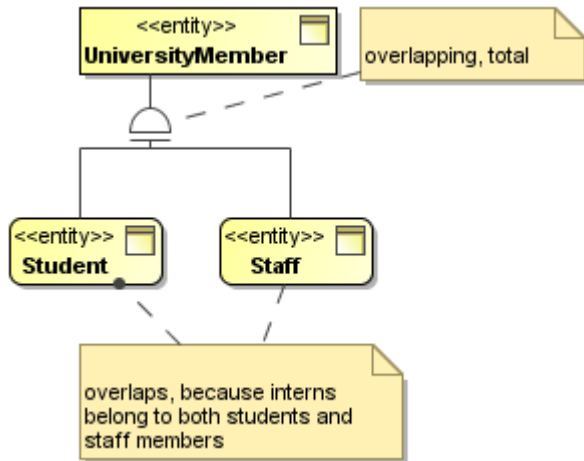 <<entity>>
UniversityMember
overlapping, total
<<entity>>
Student
<<entity>>
Staff
overlaps, because interns
belong to both students and
staff members